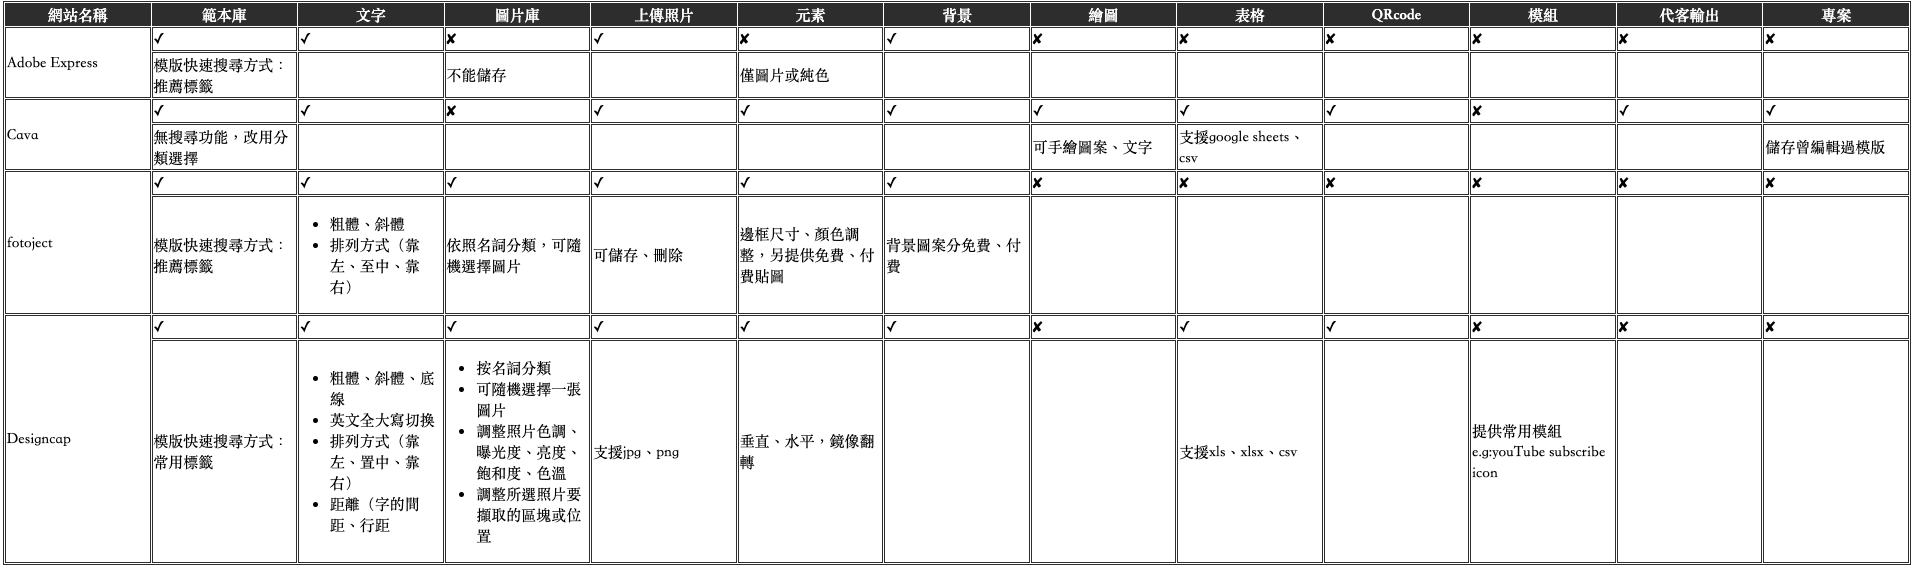 網站名稱 範本庫 文字 圖片庫 上傳照片 元素 背景 繪圖 表格 QRcode 模組 代客輸出 專案
Adobe Express
✓ ✓ ✘ ✓ ✘ ✓ ✘ ✘ ✘ ✘ ✘ ✘
模版快速搜尋方式：
推薦標籤
不能儲存
僅圖片或純色
Cava
✓ ✓ ✘ ✓ ✓ ✓ ✓ ✓ ✓ ✘ ✓ ✓
無搜尋功能，改用分
類選擇
可手繪圖案、文字
支援google sheets、
csv
儲存曾編輯過模版
fotoject
✓ ✓ ✓ ✓ ✓ ✓ ✘ ✘ ✘ ✘ ✘ ✘
模版快速搜尋方式：
推薦標籤
• 粗體、斜體
• 排列方式（靠
左、至中、靠
右）
依照名詞分類，可隨
機選擇圖片
可儲存、刪除
邊框尺寸、顏色調
整，另提供免費、付
費貼圖
背景圖案分免費、付
費
Designcap
✓ ✓ ✓ ✓ ✓ ✓ ✘ ✓ ✓ ✘ ✘ ✘
模版快速搜尋方式：
常用標籤
• 粗體、斜體、底
線
• 英文全大寫切換
• 排列方式（靠
左、置中、靠
右）
• 距離（字的間
距、行距
• 按名詞分類
• 可隨機選擇一張
圖片
• 調整照片色調、
曝光度、亮度、
飽和度、色溫
• 調整所選照片要
擷取的區塊或位
置
支援jpg、png
垂直、水平，鏡像翻
轉
支援xls、xlsx、csv
提供常用模組
e.g:youTube subscribe
icon